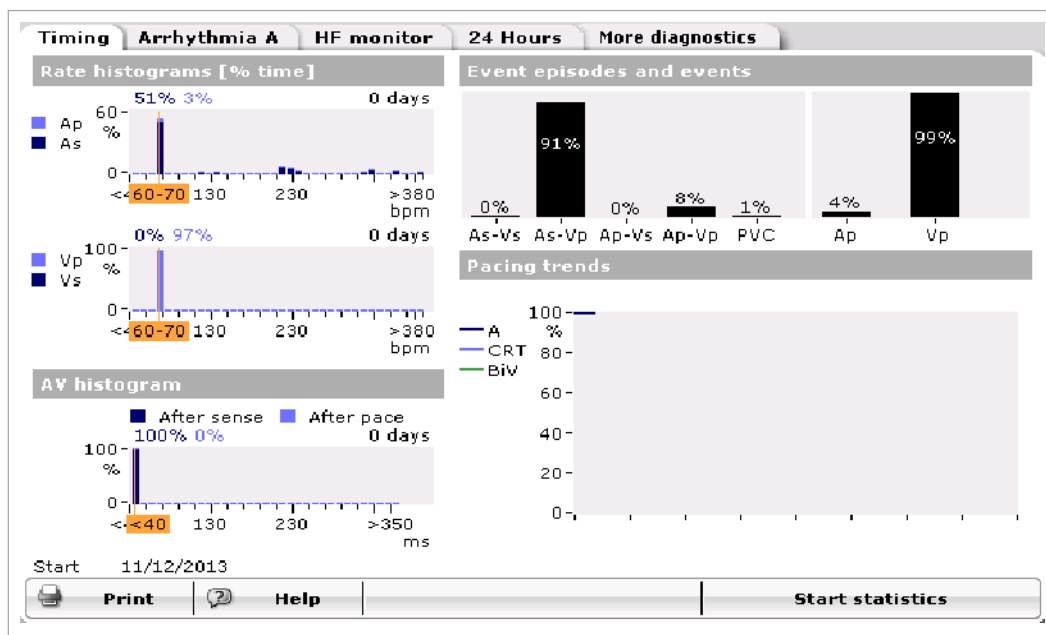 Timing Arrhythmia A HF monitor 24 Hours More diagnostics
Rate histograms [% time]
51% 3% 0 days
Ap
As
60
%
0
<4 60-70 130 230 >380
bpm
0% 97% 0 days
Vp
Vs
100
%
0
<4 60-70 130 230 >380
bpm
AV histogram
After sense After pace
100% 0% 0 days
100
%
0
<40 130 230 >350
ms
Start 11/12/2013
Event episodes and events
0% 91% 0% 8% 1% 4% 99%
As-Vs As-Vp Ap-Vs Ap-Vp PVC Ap Vp
Pacing trends
A
CRT
BiV
100
%
80
60
40
20
0
Print Help Start statistics